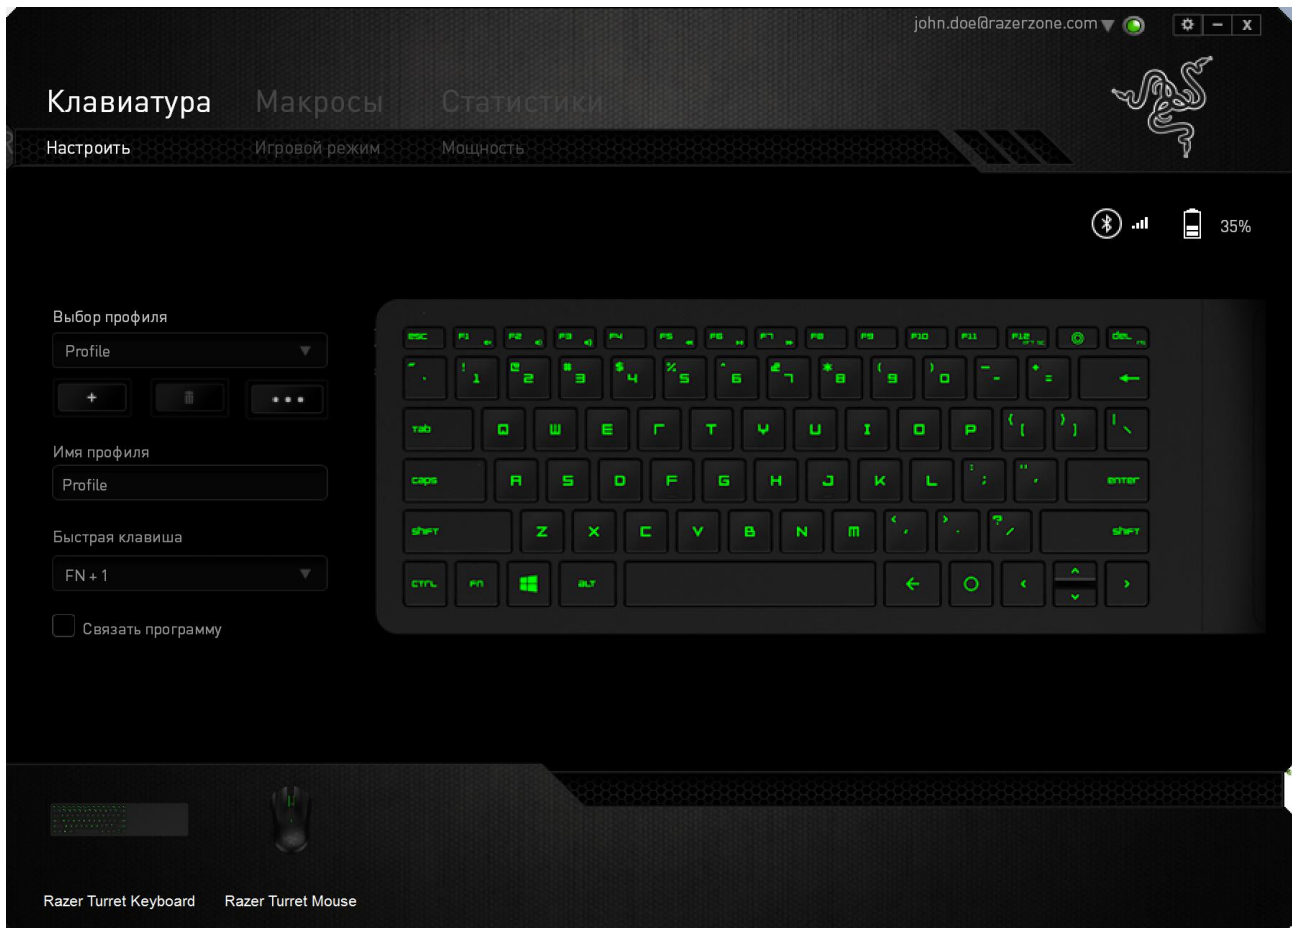 john.doe@razerzone.com
Клавиатура Макросы Статистики
Настроить Игровой режим Мощность
35%
Выбор профиля
Profile
Имя профиля
Profile
Быстрая клавиша
FN + 1
Связать программу
esc F1 F2 F3 F4 F5 F6 F7 F8 F9 F10 F11 F12 del
! 1 2 # 3 $ 4 % 5 6 7 * 8 ( 9 ) 0 - + =
Tab Q W E r T Y U I O P { [ } ] | \
caps A S D F G H J K L : ; " ' enter
shift Z X C V B N M < , > . ? / shift
ctrl fn alt
Razer Turret Keyboard Razer Turret Mouse